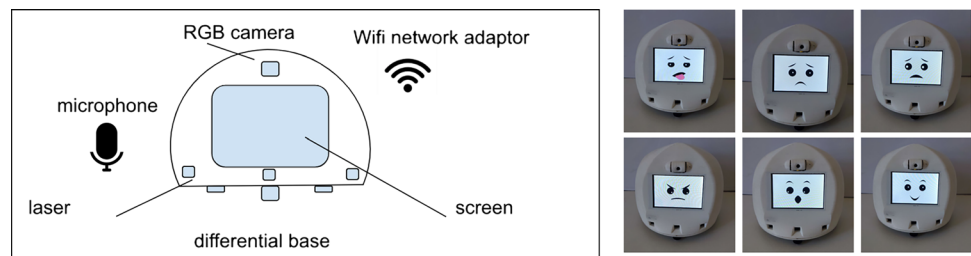 RGB camera
Wifi network adaptor
microphone
laser
screen
differential base